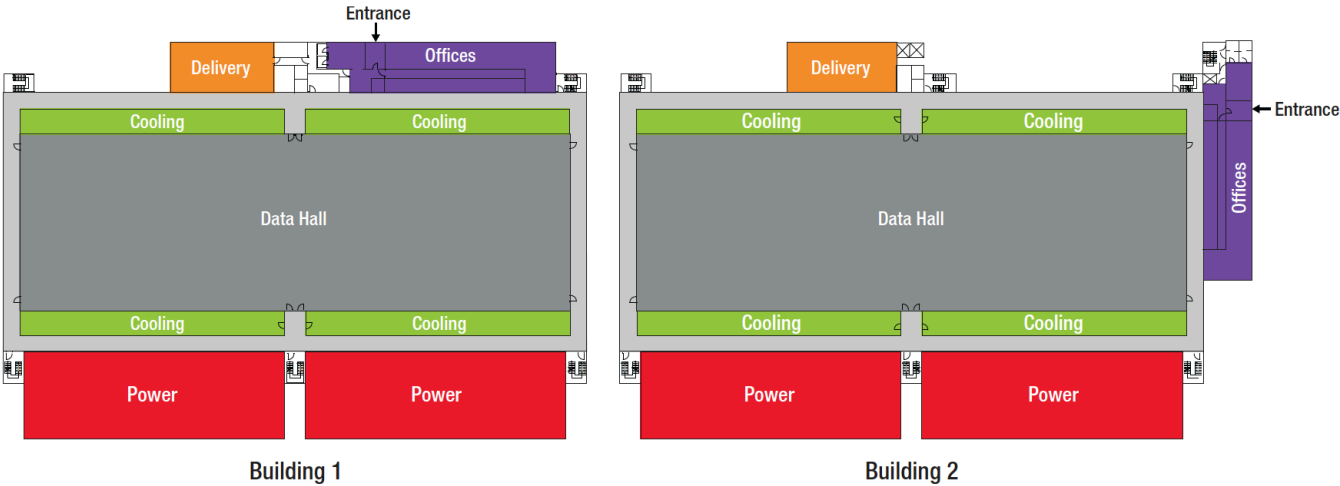 Entrance
Delivery
Offices
Cooling
Cooling
Data Hall
Cooling
Cooling
Power
Power
Building 1
Delivery
Cooling
Cooling
Entrance
Offices
Data Hall
Cooling
Cooling
Power
Power
Building 2